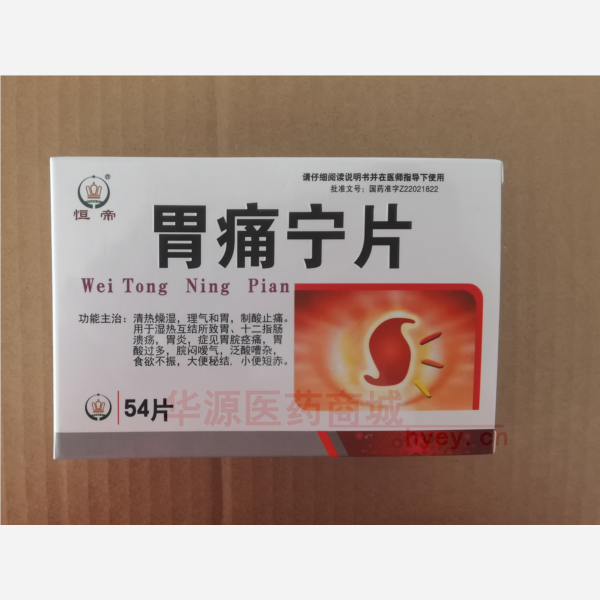 请仔细阅读说明书并在医师指导下使用
批准文号：国药准字Z22021822
®
恒帝
胃痛宁片
Wei Tong Ning Pian
功能主治：清热燥湿，理气和胃，制酸止痛。
用于湿热互结所致胃、十二指肠
溃疡，胃炎，症见胃脘疼痛，胃
酸过多，脘闷嗳气，泛酸嘈杂，
食欲不振，大便秘结，小便短赤。
54片
华源医药商城
hyey.cn